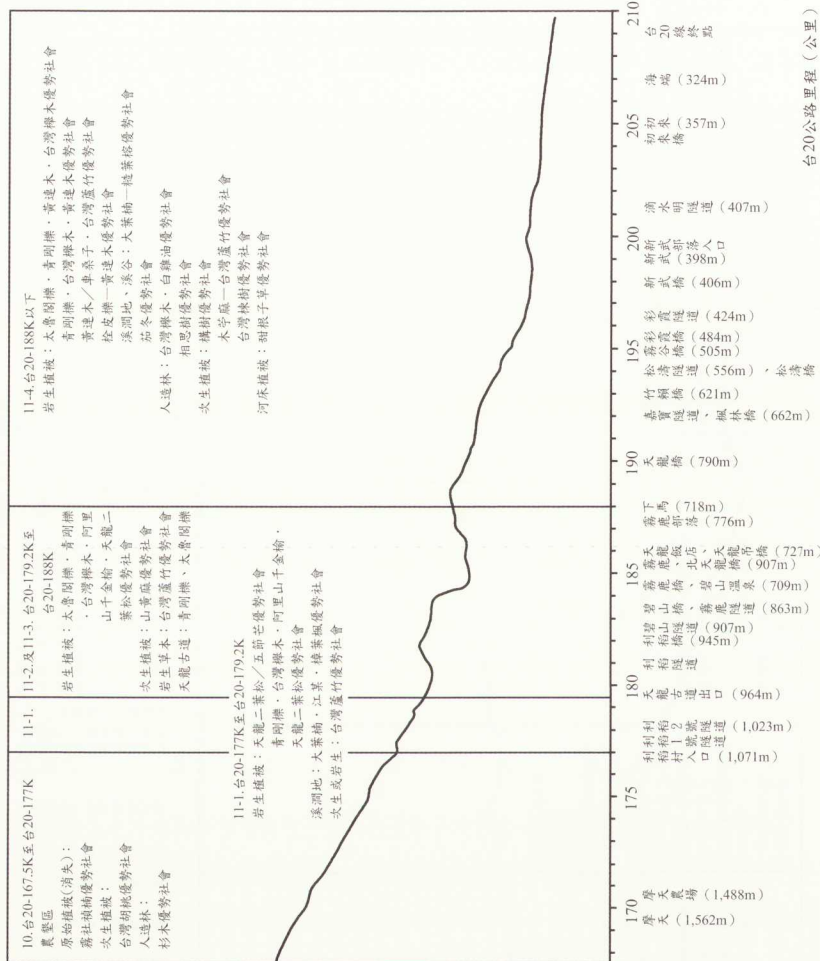 10.台20-167.5K至台20-177K
農墾區
原始植被(消失)：
霧社楨楠優勢社會
次生植被：
台灣胡桃優勢社會
人造林：
杉木優勢社會
11-1.
11-1.台20-177K至台20-179.2K
岩生植被：天龍二葉松／五節芒優勢社會
青剛櫟．台灣櫸木．阿里山千金榆．
天龍二葉松優勢社會
溪澗地：大葉楠．江某．樟葉楓優勢社會
次生或岩生：台灣蘆竹優勢社會
11-2.及11-3. 台20-179.2K至
台20-188K
岩生植被：太魯閣櫟．青剛櫟
．台灣櫸木．阿里
山千金榆．天龍二
葉松優勢社會
次生植被：山黃麻優勢社會
岩生草本：台灣蘆竹優勢社會
天龍古道：青剛櫟、太魯閣櫟
11-4.台20-188K以下
岩生植被：太魯閣櫟．青剛櫟．黃連木．台灣櫸木優勢社會
青剛櫟．台灣櫸木．黃連木優勢社會
黃連木／車桑子．台灣蘆竹優勢社會
栓皮櫟—黃連木優勢社會
溪澗地、溪谷：大葉楠—糙葉榕優勢社會
茄冬優勢社會
人造林：台灣櫸木．白雞油優勢社會
相思樹優勢社會
次生植被：構樹優勢社會
木苧麻—台灣蘆竹優勢社會
台灣楝樹優勢社會
河床植被：甜根子草優勢社會
170
175
180
185
190
195
200
205
210
摩天 (1,562m)
摩天農場 (1,488m)
利稻村入口 (1,071m)
利稻1號隧道
利稻2號隧道 (1,023m)
天龍古道出口 (964m)
利稻隧道
利稻橋 (945m)
碧山隧道 (907m)
碧山橋、霧鹿隧道 (863m)
霧鹿橋、碧山溫泉 (709m)
霧鹿、北天龍橋 (907m)
天龍飯店、天龍吊橋 (727m)
霧鹿部落 (776m)
下馬 (718m)
天龍橋 (790m)
嘉寶隧道、楓林橋 (662m)
竹賴橋 (621m)
松濤隧道 (556m)、松濤橋
霧谷橋 (505m)
彩霞橋 (484m)
彩霞隧道 (424m)
新武橋 (406m)
新武 (398m)
新武部落入口
滴水明隧道 (407m)
初來橋
初來 (357m)
海端 (324m)
台20線終點
台20公路里程（公里）